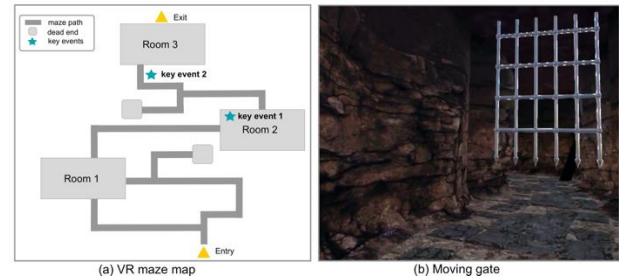 maze path
dead end
key events
Exit
Room 3
key event 2
key event 1
Room 2
Room 1
Entry
(a) VR maze map
(b) Moving gate